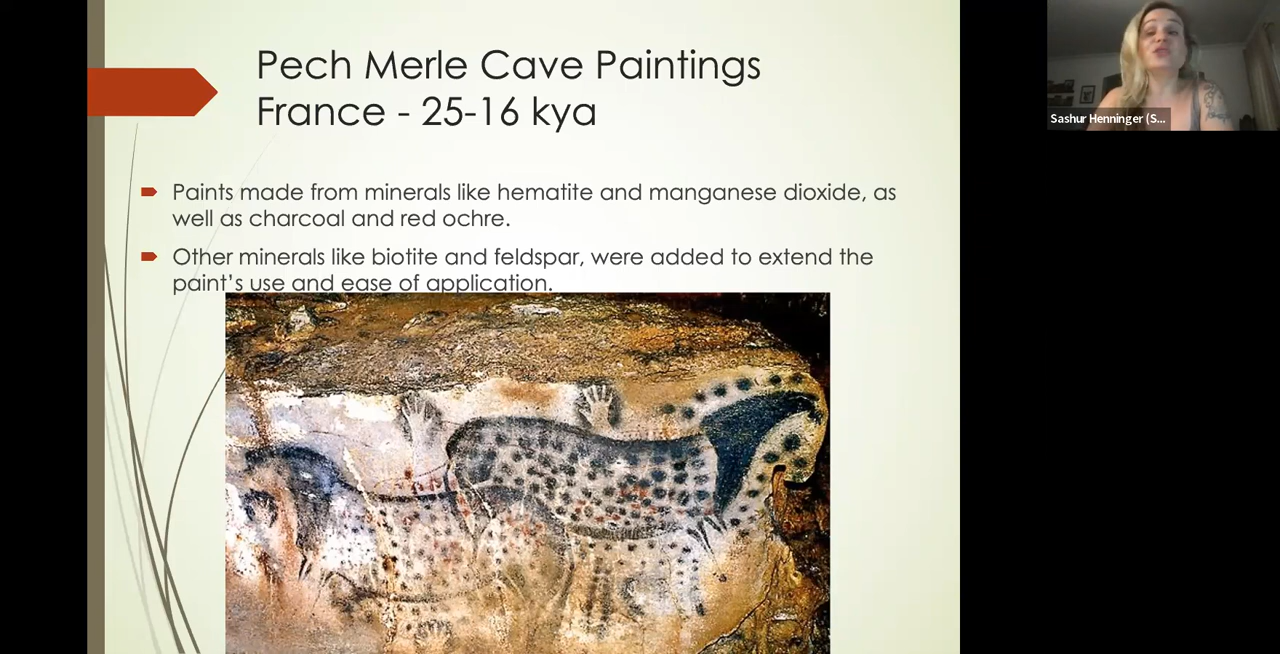 Pech Merle Cave Paintings
France - 25-16 kya
Paints made from minerals like hematite and manganese dioxide, as
well as charcoal and red ochre.
Other minerals like biotite and feldspar, were added to extend the
paint’s use and ease of application.
Sashur Henninger (S...